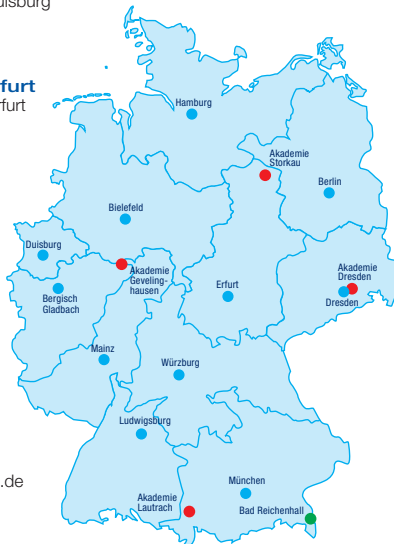 uisburg
furt
furt
Hamburg
Akademie
Storkau
Berlin
Bielefeld
Duisburg
Akademie
Geveling-
hausen
Akademie
Dresden
Erfurt
Bergisch
Gladbach
Dresden
Mainz
Würzburg
Ludwigsburg
.de
München
Akademie
Lautrach
Bad Reichenhall